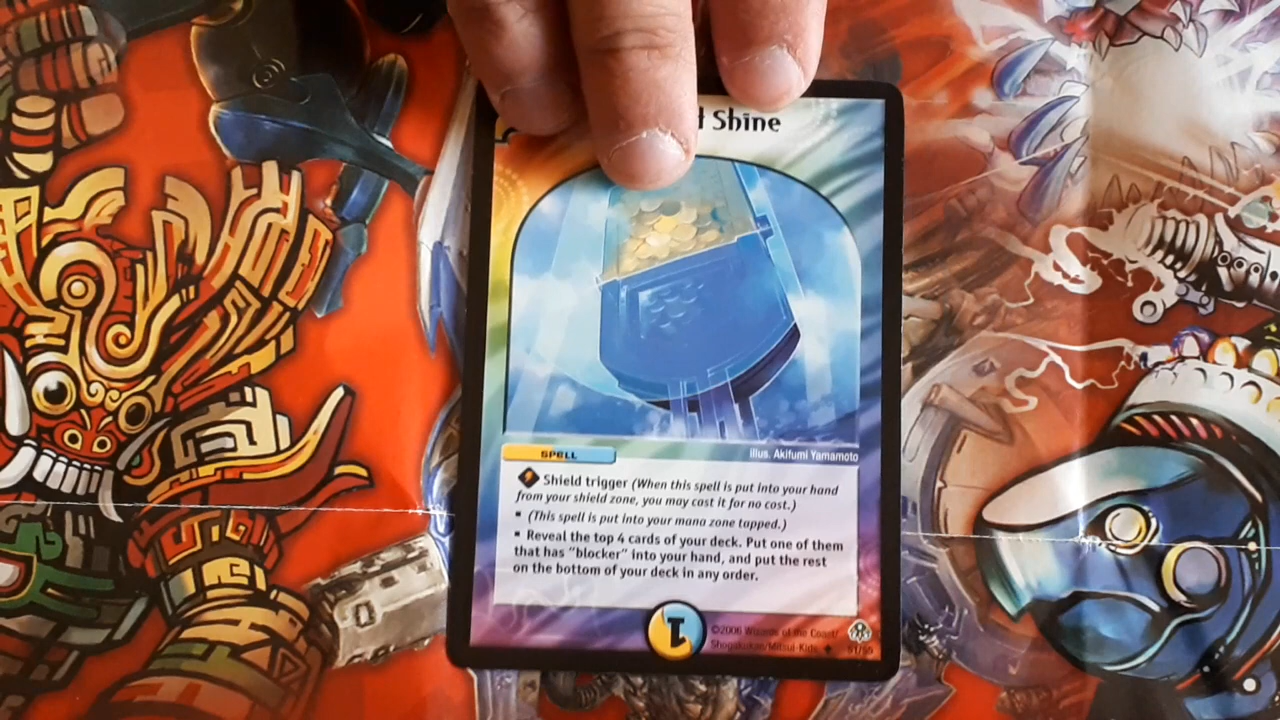 Shine
SPELL
illus. Akifumi Yamamoto
Shield trigger (When this spell is put into your hand
from your shield zone, you may cast it for no cost.)
▪ (This spell is put into your mana zone tapped.)
▪ Reveal the top 4 cards of your deck. Put one of them
that has "blocker" into your hand, and put the rest
on the bottom of your deck in any order.
1
©2006 Wizards of the Coast/
Shogakukan/Mitsui-Kids. 51/55